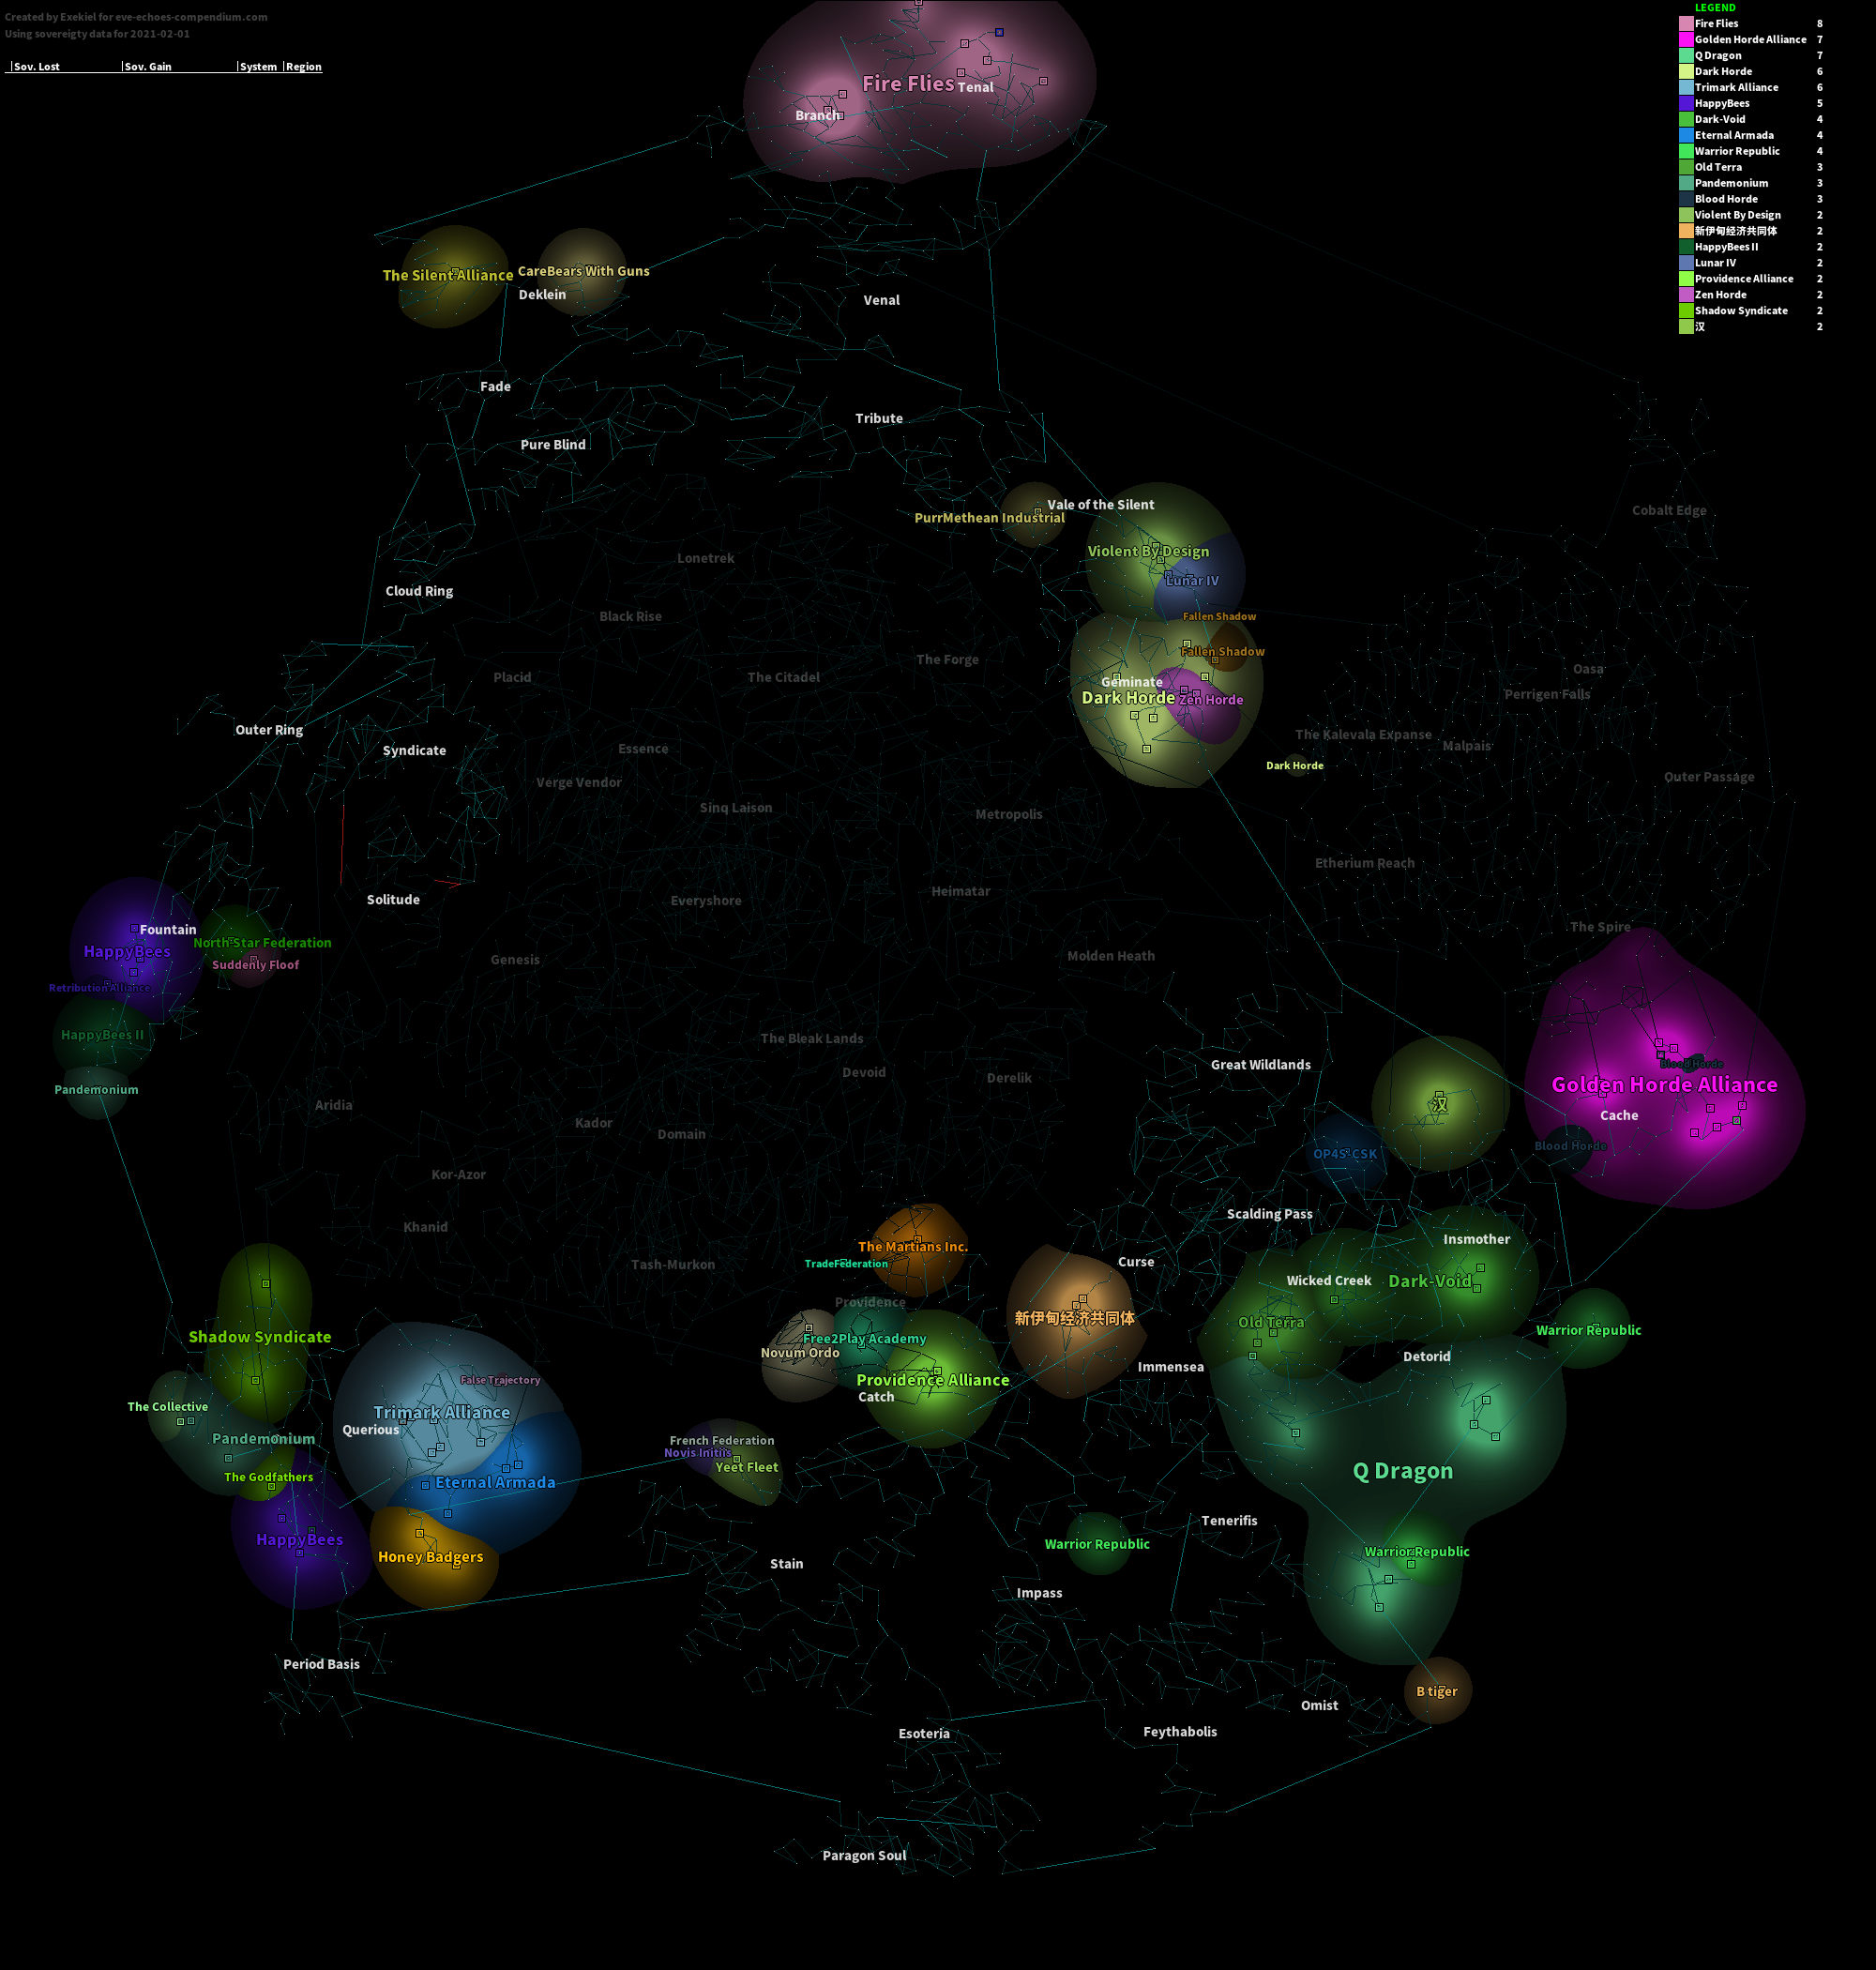 Created by Exekiel for eve-echoes-compendium.com
Using sovereigty data for 2021-02-01
Sov. Lost Sov. Gain System Region
LEGEND
Fire Flies 8
Golden Horde Alliance 7
Q Dragon 7
Dark Horde 6
Trimark Alliance 6
HappyBees 5
Dark-Void 4
Eternal Armada 4
Warrior Republic 4
Old Terra 3
Pandemonium 3
Blood Horde 3
Violent By Design 2
新伊甸经济共同体 2
HappyBees II 2
Lunar IV 2
Providence Alliance 2
Zen Horde 2
Shadow Syndicate 2
汉 2
Fire Flies
Tenal
Branch
The Silent Alliance
CareBears With Guns
Deklein
Venal
Fade
Tribute
Pure Blind
Vale of the Silent
Cobalt Edge
PurrMethean Industrial
Violent By Design
Lonetrek
Lunar IV
Cloud Ring
Black Rise
Fallen Shadow
Fallen Shadow
The Forge
Oasa
Placid
The Citadel
Geminate
Perrigen Falls
Dark Horde
Zen Horde
Outer Ring
The Kalevala Expanse
Malpais
Syndicate
Essence
Dark Horde
Outer Passage
Verge Vendor
Sinq Laison
Metropolis
Etherium Reach
Heimatar
Solitude
Everyshore
The Spire
Fountain
North Star Federation
HappyBees
Molden Heath
Genesis
Suddenly Floof
Retribution Alliance
HappyBees II
The Bleak Lands
Great Wildlands
Blood Horde
Devoid
Derelik
Golden Horde Alliance
Pandemonium
Aridia
汉
Cache
Kador
Domain
Blood Horde
OP4S-CSK
Kor-Azor
Scalding Pass
Khanid
Insmother
The Martians Inc.
Curse
TradeFederation
Tash-Murkon
Wicked Creek
Dark-Void
Providence
新伊甸经济共同体
Old Terra
Warrior Republic
Shadow Syndicate
Free2Play Academy
Novum Ordo
Detorid
Immensea
False Trajectory
Providence Alliance
Catch
The Collective
Trimark Alliance
Querious
Pandemonium
French Federation
Novis Initiis
Yeet Fleet
Q Dragon
The Godfathers
Eternal Armada
Tenerifis
HappyBees
Warrior Republic
Warrior Republic
Honey Badgers
Stain
Impass
Period Basis
B tiger
Omist
Esoteria
Feythabolis
Paragon Soul